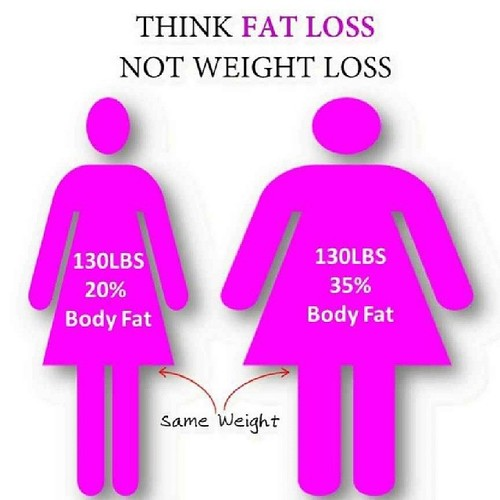 THINK FAT LOSS
NOT WEIGHT LOSS
130LBS
20%
Body Fat
130LBS
35%
Body Fat
Same Weight